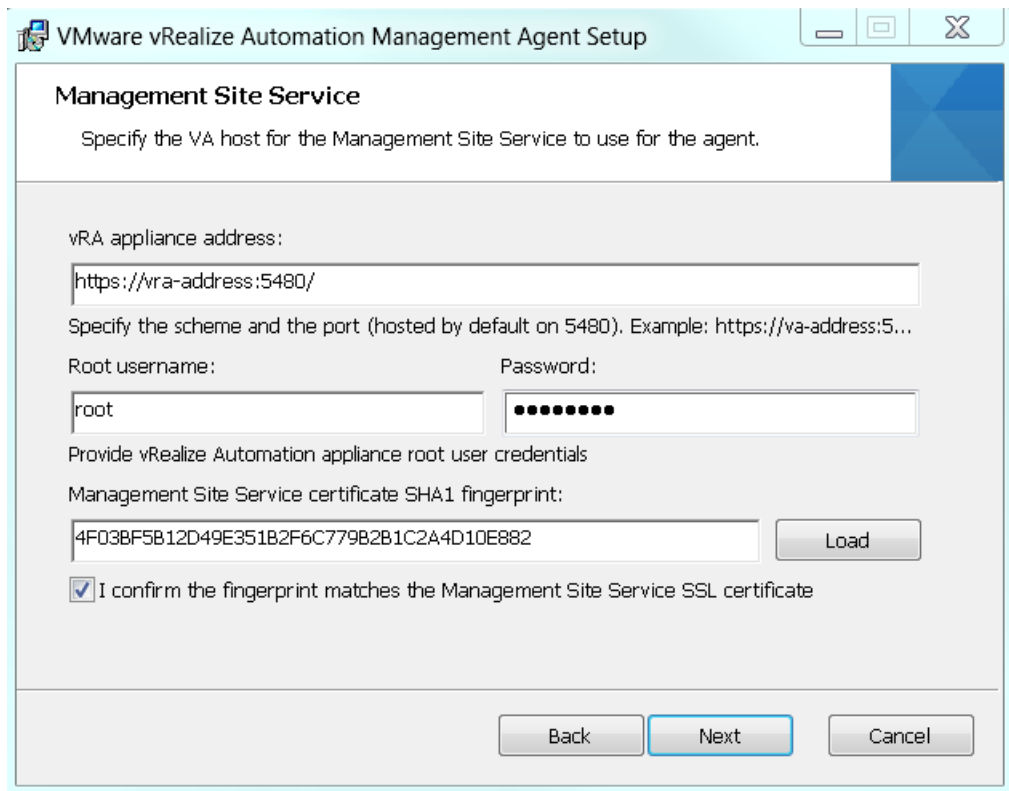 VMware vRealize Automation Management Agent Setup
Management Site Service
Specify the VA host for the Management Site Service to use for the agent.
vRA appliance address:
https://vra-address:5480/
Specify the scheme and the port (hosted by default on 5480). Example: https://va-address:5...
Root username:
Password:
root
●●●●●●●●
Provide vRealize Automation appliance root user credentials
Management Site Service certificate SHA1 fingerprint:
4F03BF5B12D49E351B2F6C779B2B1C2A4D10E882
Load
I confirm the fingerprint matches the Management Site Service SSL certificate
Back
Next
Cancel